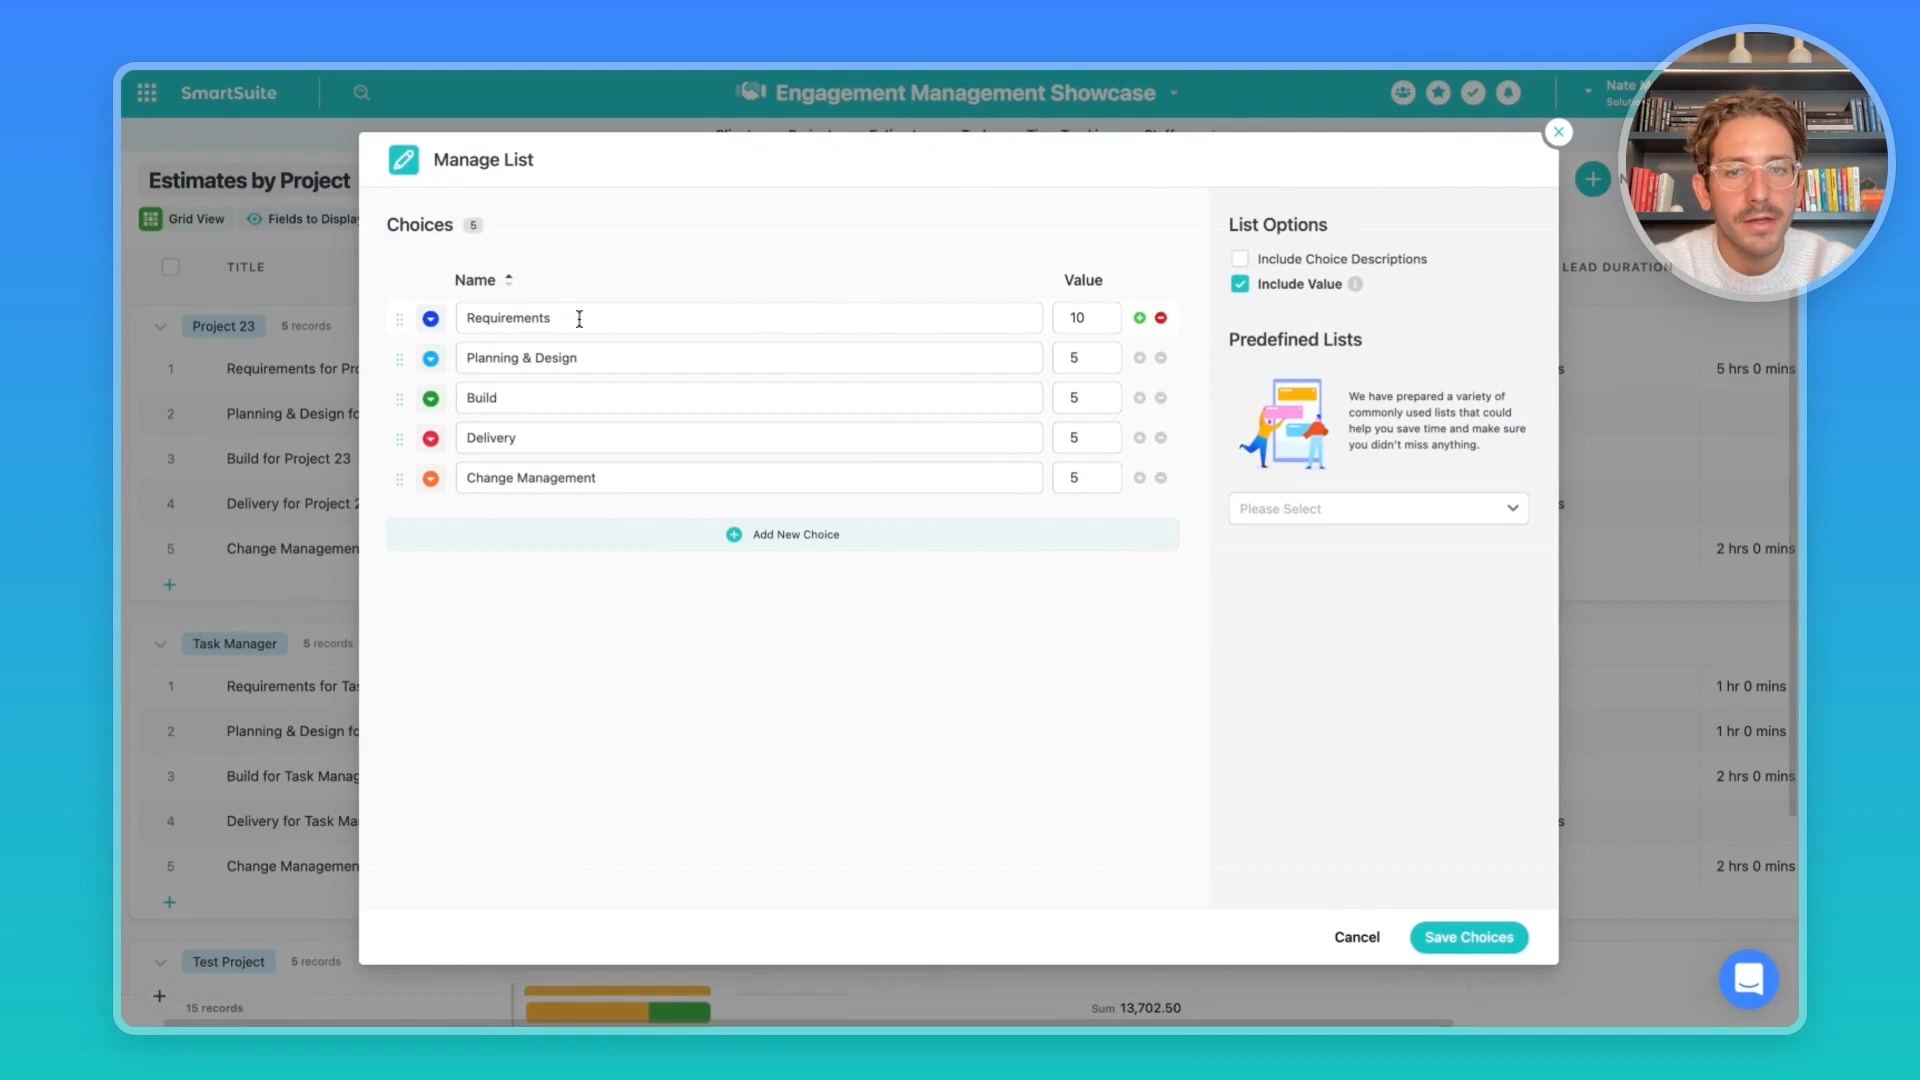 SmartSuite
Engagement Management Showcase
Nate M
Estimates by Project
Grid View
Fields to Display
TITLE
LEAD DURATION
Project 23 5 records
1 Requirements for Pro
5 hrs 0 mins
2 Planning & Design fo
3 Build for Project 23
4 Delivery for Project 2
5 Change Managemen
2 hrs 0 mins
Task Manager 5 records
1 Requirements for Tas
1 hr 0 mins
2 Planning & Design fo
1 hr 0 mins
3 Build for Task Manag
2 hrs 0 mins
4 Delivery for Task Ma
5 Change Managemen
2 hrs 0 mins
Test Project 5 records
15 records
Sum 13,702.50
Manage List
Choices 5
Name Value
Requirements 10
Planning & Design 5
Build 5
Delivery 5
Change Management 5
Add New Choice
List Options
Include Choice Descriptions
Include Value
Predefined Lists
We have prepared a variety of
commonly used lists that could
help you save time and make sure
you didn't miss anything.
Please Select
Cancel
Save Choices